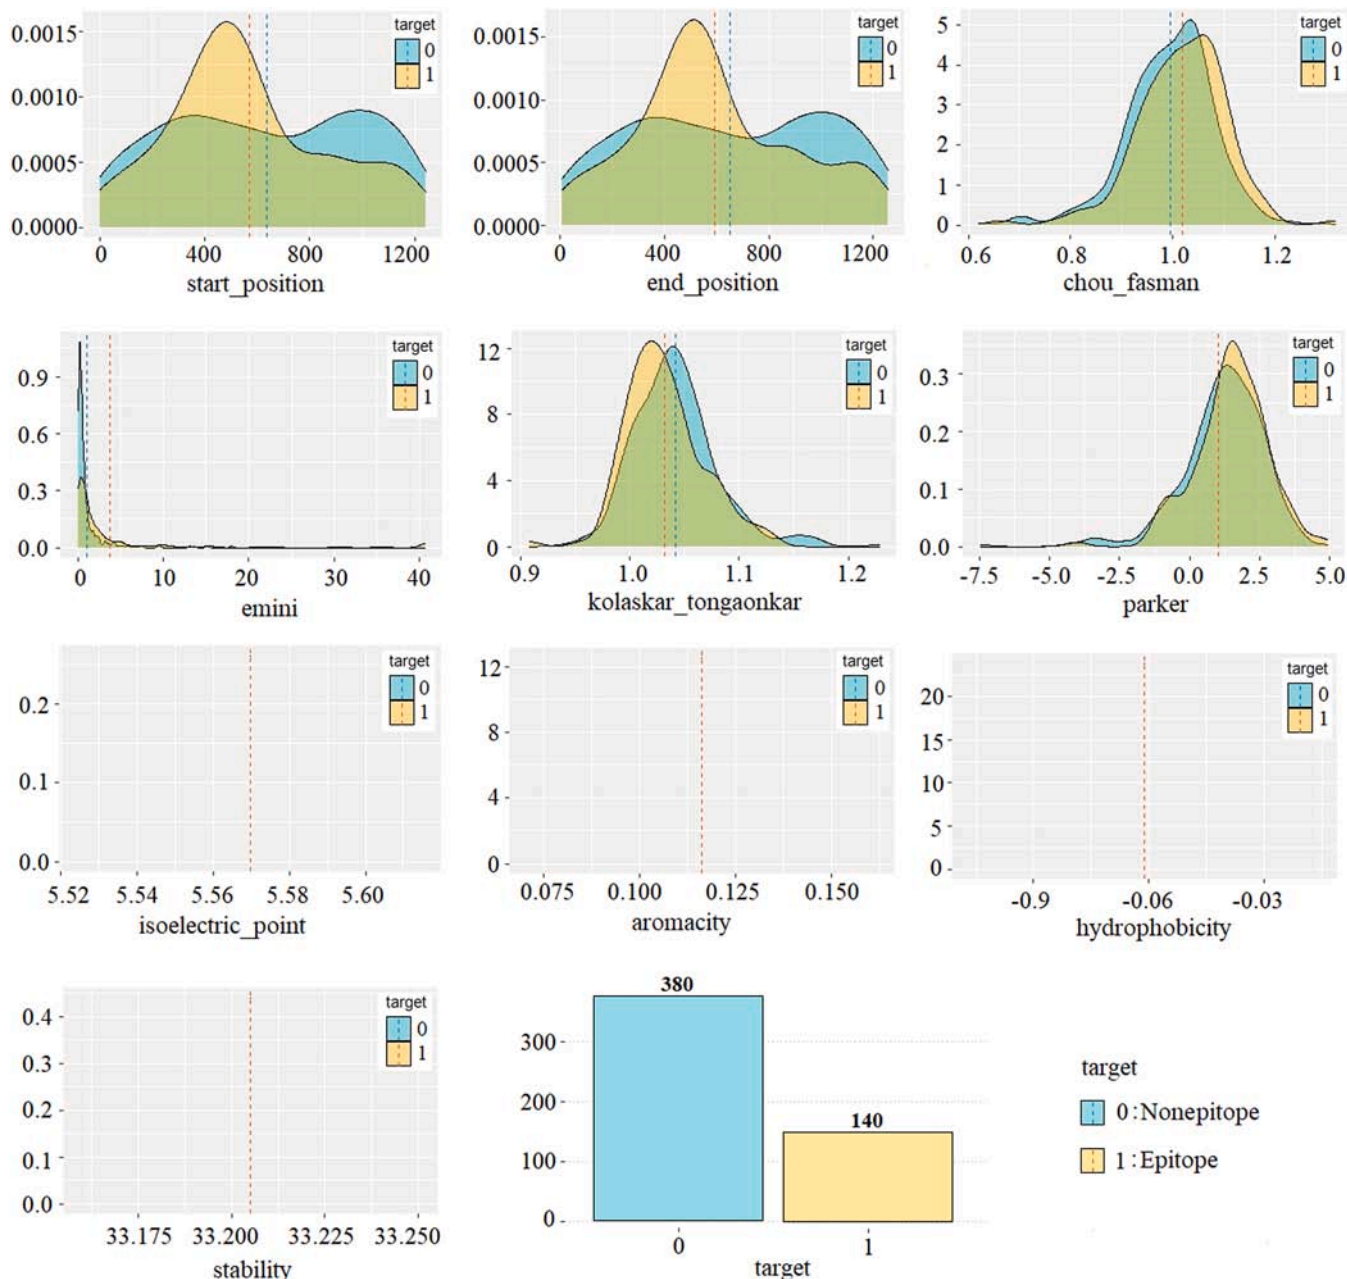 target
0
1
0.0015
0.0010
0.0005
0.0000
0 400 800 1200
start_position
target
0
1
0.0015
0.0010
0.0005
0.0000
0 400 800 1200
end_position
target
0
1
5
4
3
2
1
0
0.6 0.8 1.0 1.2
chou_fasman
target
0
1
0.9
0.6
0.3
0.0
0 10 20 30 40
emini
target
0
1
12
8
4
0
0.9 1.0 1.1 1.2
kolaskar_tongaonkar
target
0
1
0.3
0.2
0.1
0.0
-7.5 -5.0 -2.5 0.0 2.5 5.0
parker
target
0
1
0.2
0.1
0.0
5.52 5.54 5.56 5.58 5.60
isoelectric_point
target
0
1
12
8
4
0
0.075 0.100 0.125 0.150
aromacity
target
0
1
20
15
10
5
0
-0.9 -0.06 -0.03
hydrophobicity
target
0
1
0.4
0.3
0.2
0.1
0.0
33.175 33.200 33.225 33.250
stability
380
140
300
200
100
0
0 1
target
target
0:Nonepitope
1:Epitope